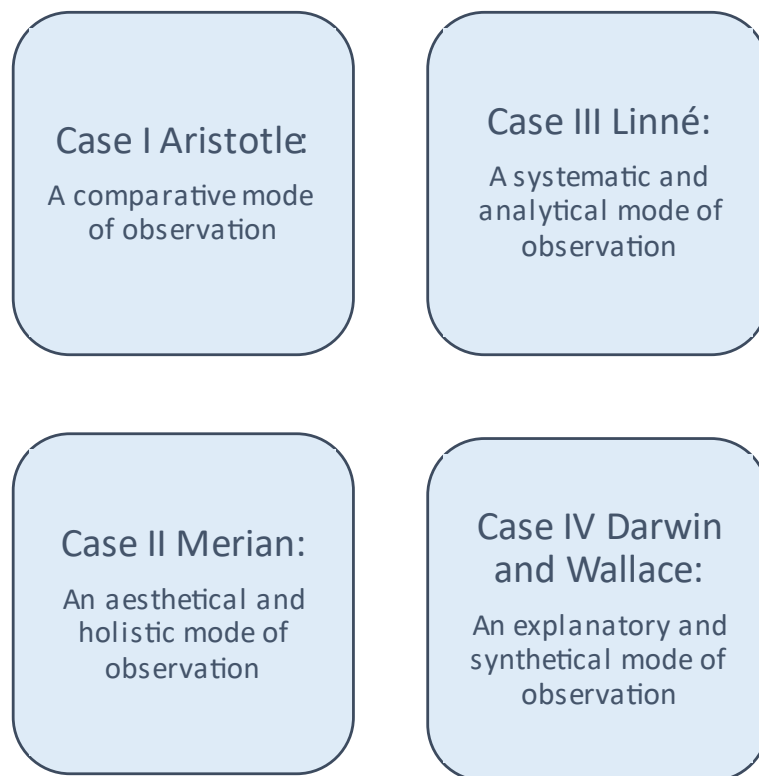 Case I Aristotle:
A comparative mode
of observation
Case III Linné:
A systematic and
analytical mode of
observation
Case II Merian:
An aesthetical and
holistic mode of
observation
Case IV Darwin
and Wallace:
An explanatory and
synthetical mode of
observation